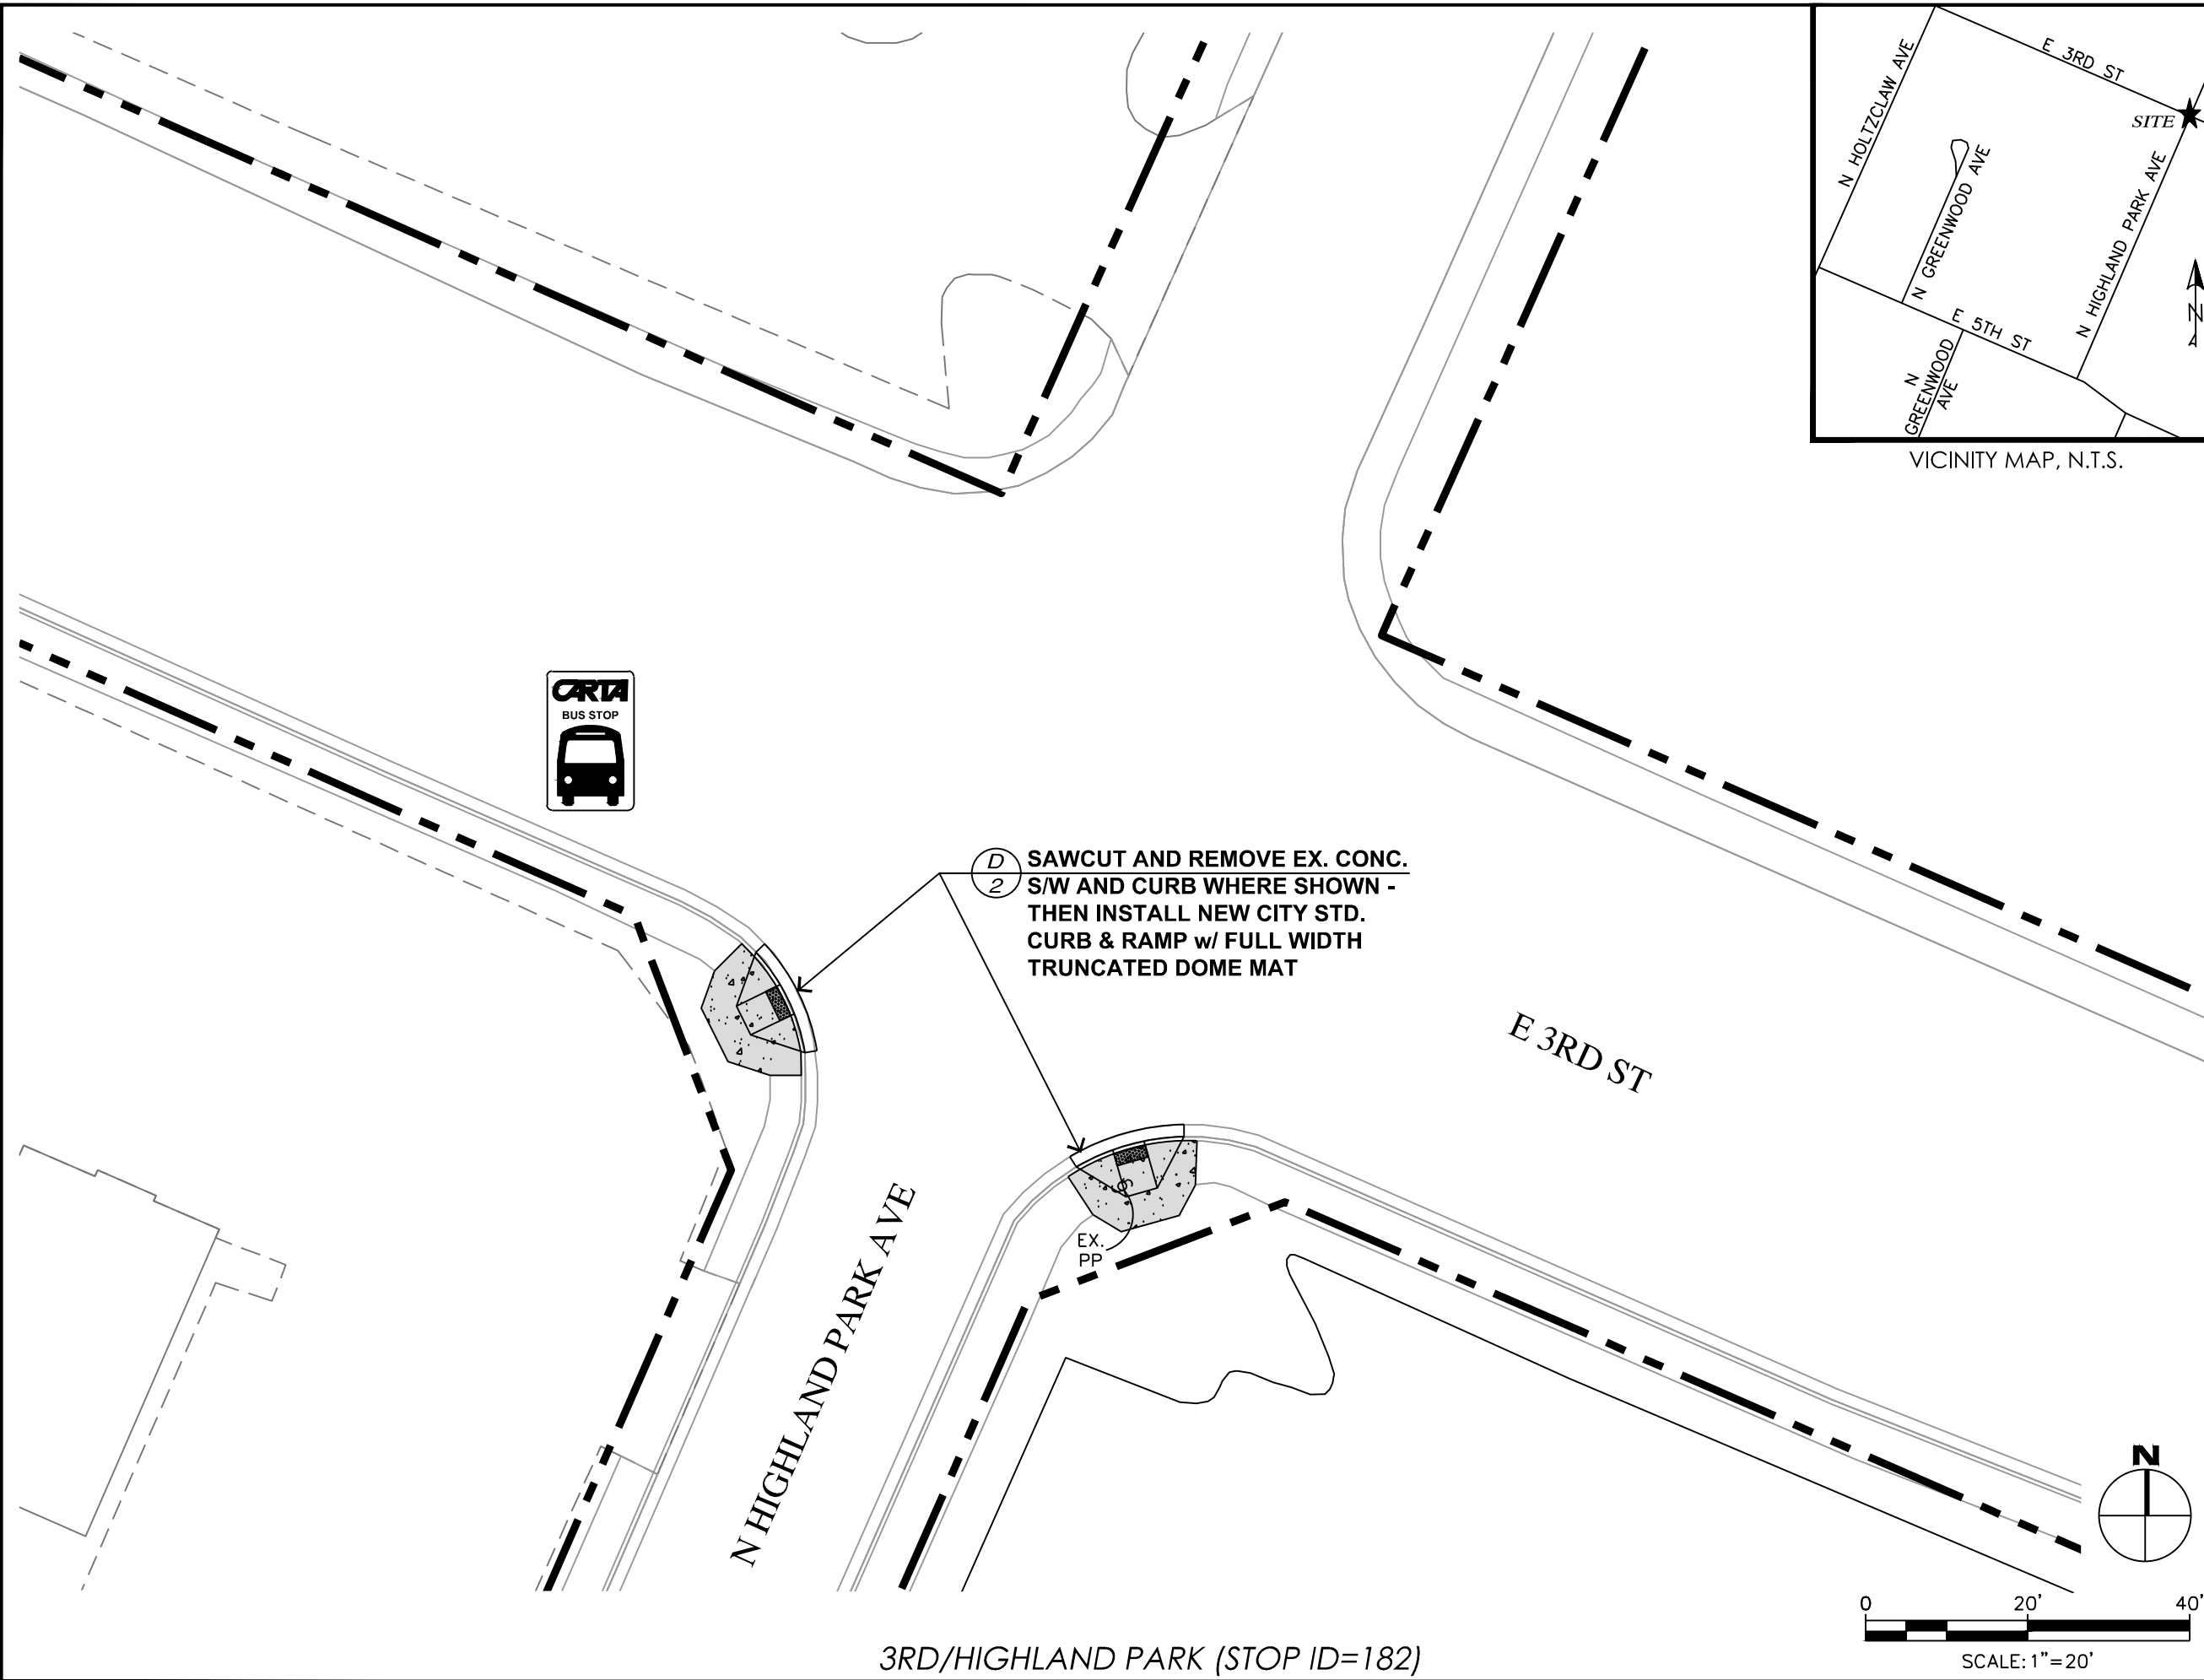 E 3RD ST
N HOLTZCLAW AVE
SITE
N GREENWOOD AVE
N HIGHLAND PARK AVE
N
E 5TH ST
N
GREENWOOD
AVE
VICINITY MAP, N.T.S.
CARTA
BUS STOP
D
2
SAWCUT AND REMOVE EX. CONC.
S/W AND CURB WHERE SHOWN -
THEN INSTALL NEW CITY STD.
CURB & RAMP w/ FULL WIDTH
TRUNCATED DOME MAT
E 3RD ST
EX.
PP
N HIGHLAND PARK AVE
N
0 20' 40'
SCALE: 1"=20'
3RD/HIGHLAND PARK (STOP ID=182)